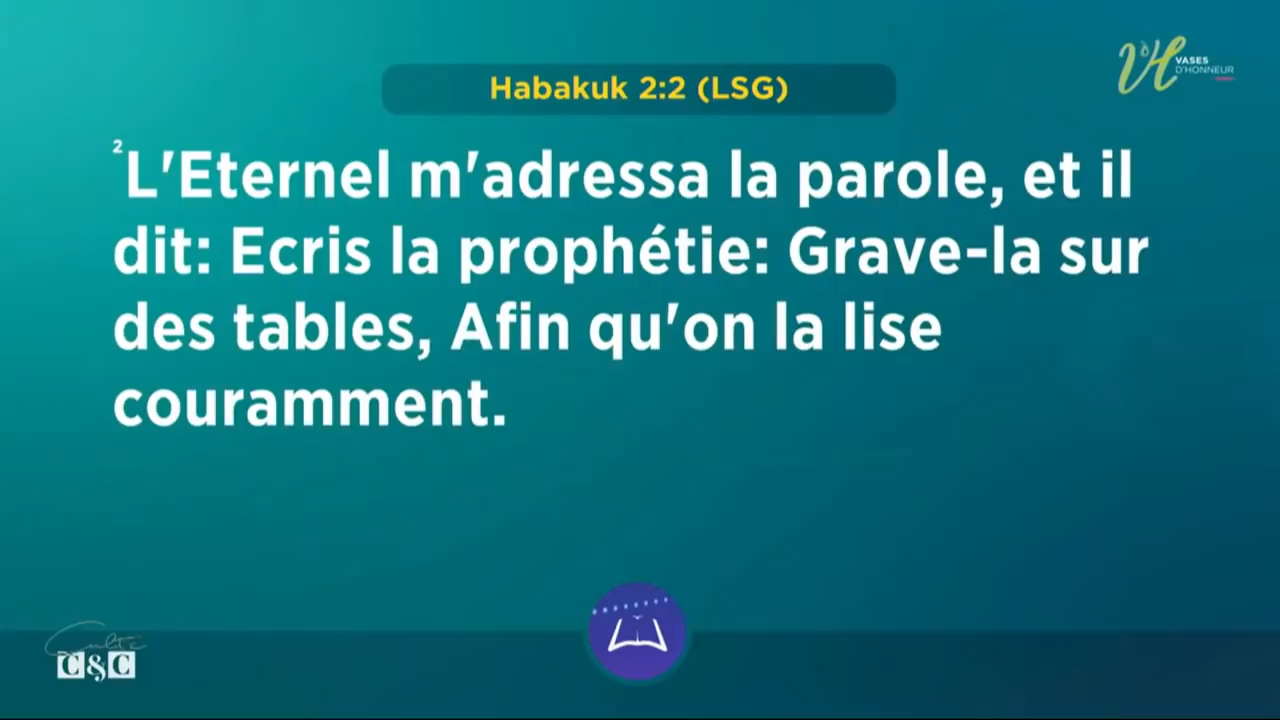 Habakuk 2:2 (LSG)
VASES
D'HONNEUR
2 L'Eternel m'adressa la parole, et il
dit: Ecris la prophétie: Grave-la sur
des tables, Afin qu'on la lise
couramment.
Culte
C&C